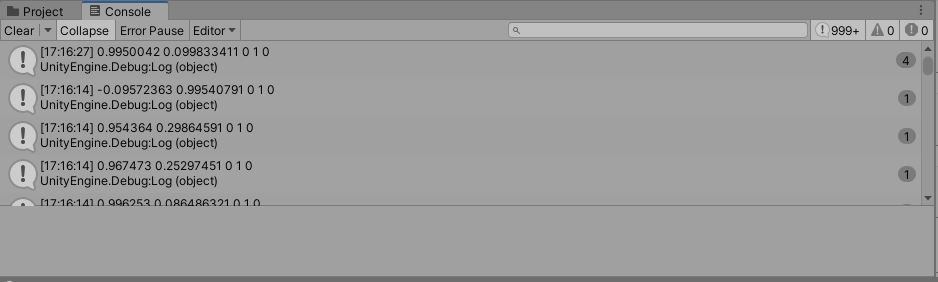 Project Console
Clear Collapse Error Pause Editor 999+ 0 0
[17:16:27] 0.9950042 0.099833411 0 1 0
UnityEngine.Debug:Log (object)
4
[17:16:14] -0.09572363 0.99540791 0 1 0
UnityEngine.Debug:Log (object)
1
[17:16:14] 0.954364 0.29864591 0 1 0
UnityEngine.Debug:Log (object)
1
[17:16:14] 0.967473 0.25297451 0 1 0
UnityEngine.Debug:Log (object)
1
[17:16:14] 0.996253 0.086486321 0 1 0